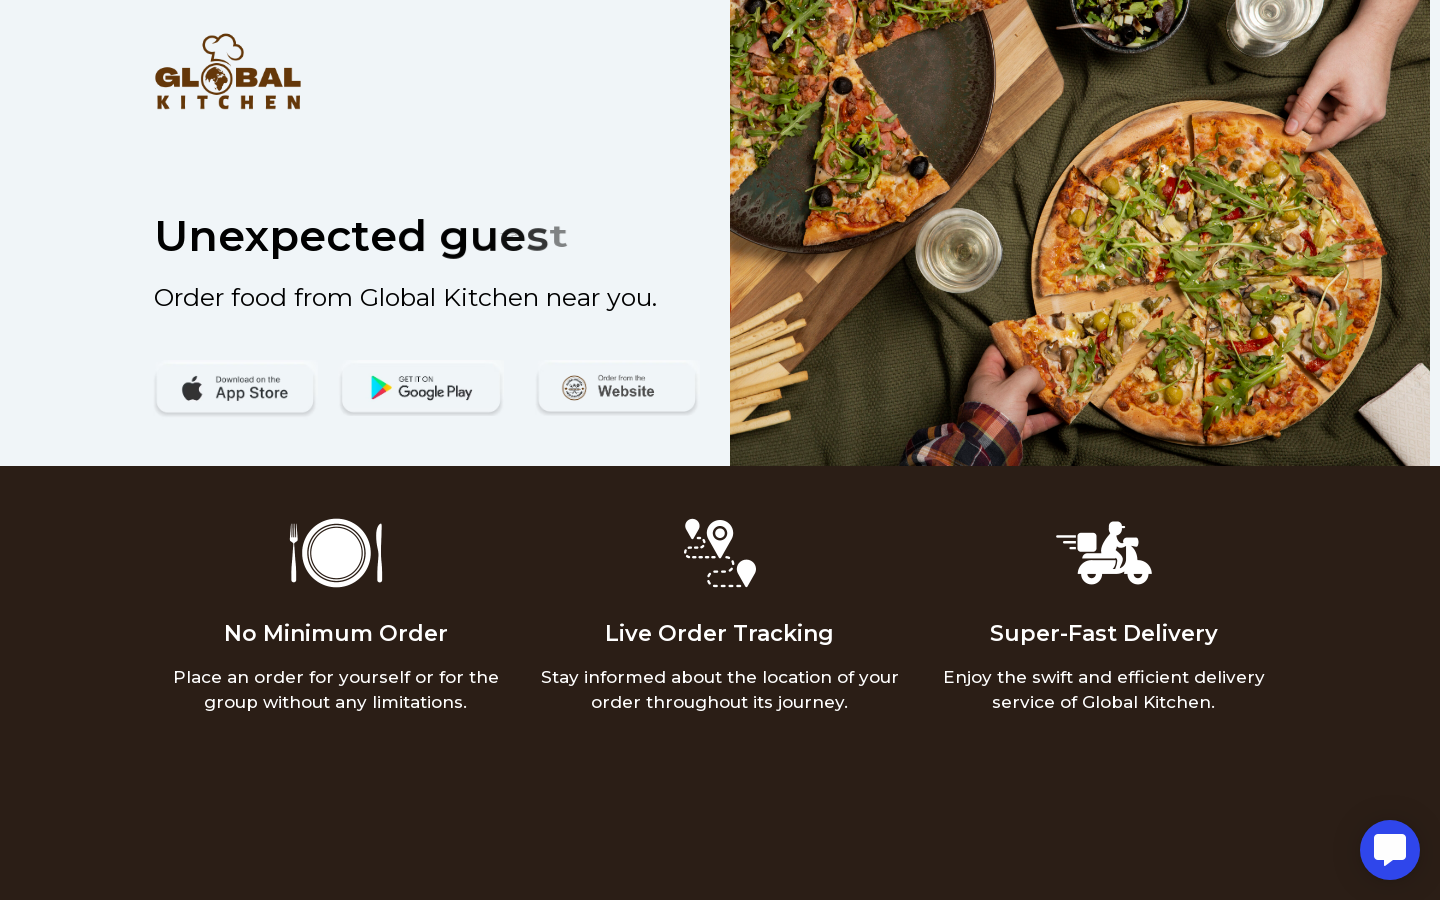 GLOBAL
KITCHEN
Unexpected guest
Order food from Global Kitchen near you.
Download on the
App Store
GET IT ON
Google Play
Order from the
Website
No Minimum Order
Place an order for yourself or for the
group without any limitations.
Live Order Tracking
Stay informed about the location of your
order throughout its journey.
Super-Fast Delivery
Enjoy the swift and efficient delivery
service of Global Kitchen.